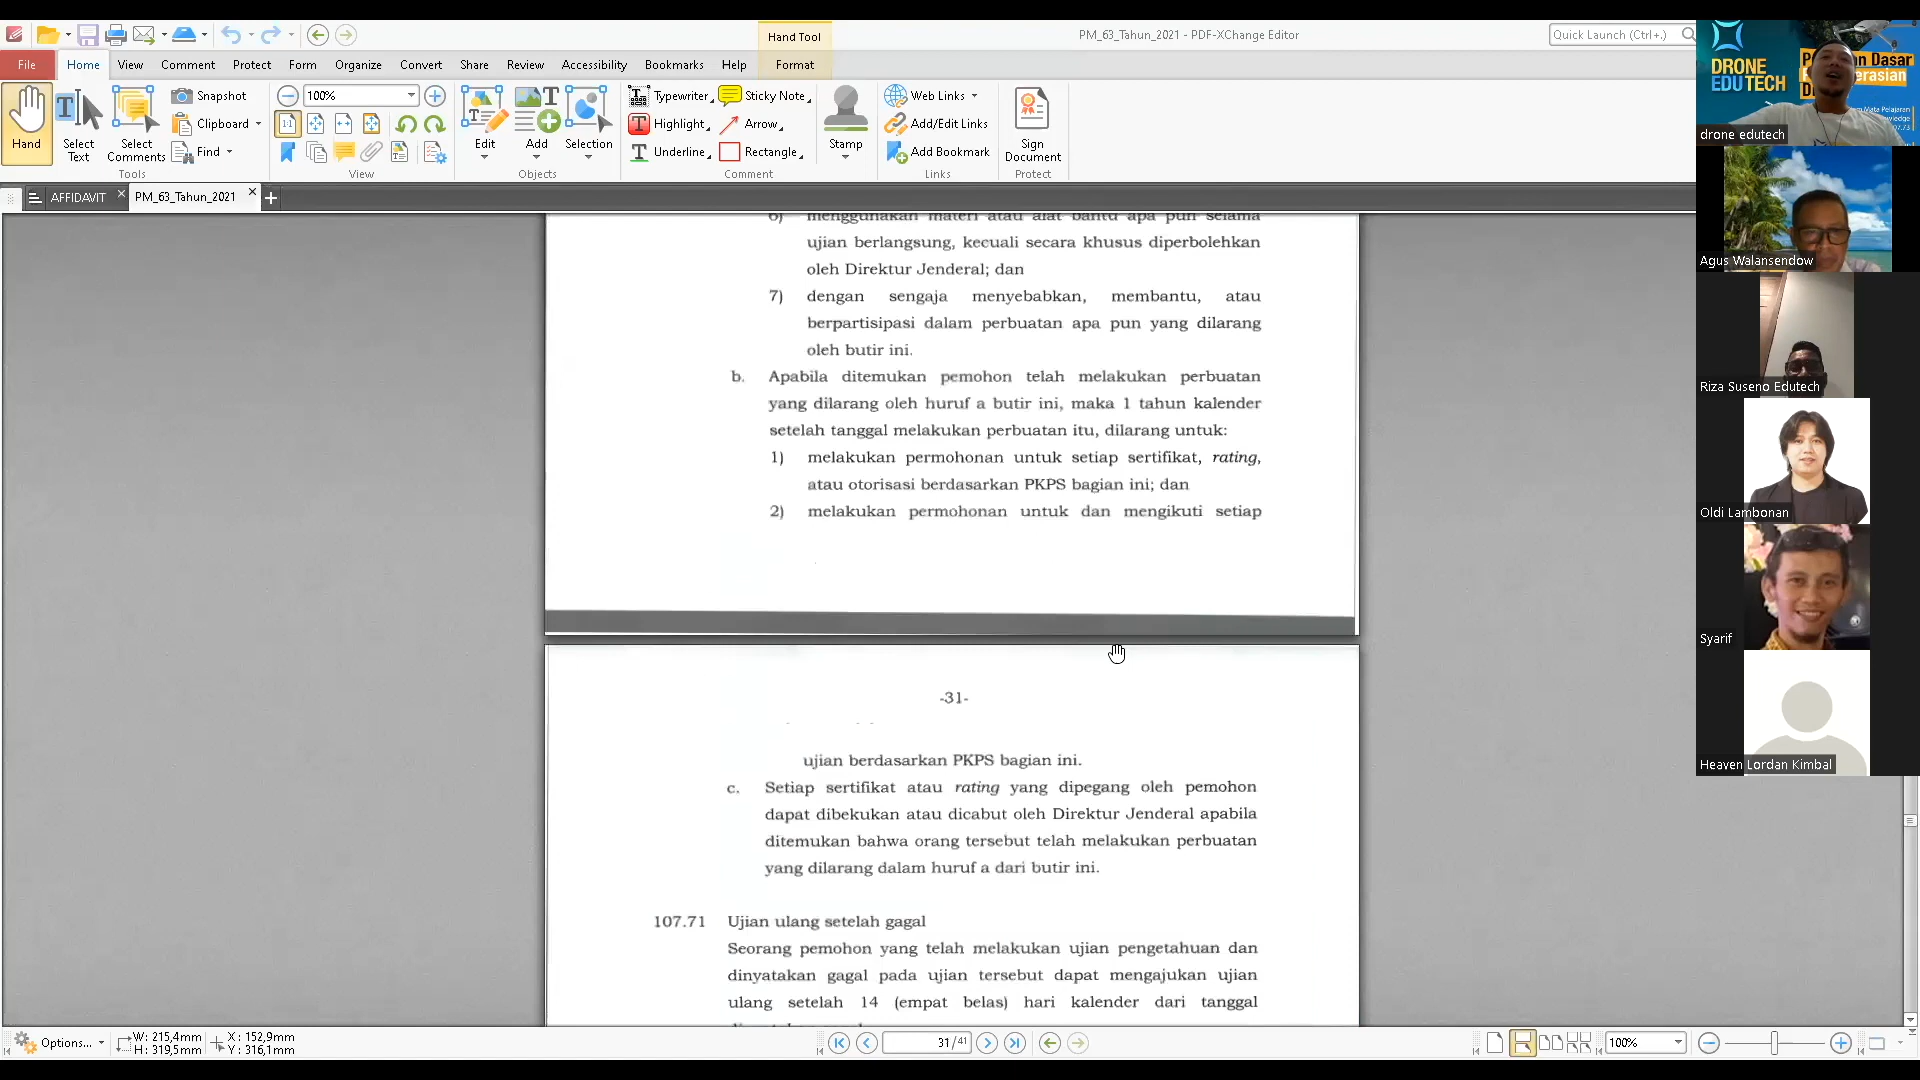 Hand Tool
PM_63_Tahun_2021 - PDF-XChange Editor
Quick Launch (Ctrl+.)
File Home View Comment Protect Form Organize Convert Share Review Accessibility Bookmarks Help Format
Hand
Select Text
Select Comments
Snapshot
Clipboard
Find
Tools
100%
View
Edit
Add
Selection
Objects
Typewriter
Sticky Note
Highlight
Arrow
Underline
Rectangle
Comment
Stamp
Web Links
Add/Edit Links
Add Bookmark
Links
Sign Document
Protect
AFFIDAVIT
PM_63_Tahun_2021
6) menggunakan materi atau alat bantu apa pun selama
ujian berlangsung, kecuali secara khusus diperbolehkan
oleh Direktur Jenderal; dan
7) dengan sengaja menyebabkan, membantu, atau
berpartisipasi dalam perbuatan apa pun yang dilarang
oleh butir ini.
b. Apabila ditemukan pemohon telah melakukan perbuatan
yang dilarang oleh huruf a butir ini, maka 1 tahun kalender
setelah tanggal melakukan perbuatan itu, dilarang untuk:
1) melakukan permohonan untuk setiap sertifikat, rating,
atau otorisasi berdasarkan PKPS bagian ini; dan
2) melakukan permohonan untuk dan mengikuti setiap
-31-
ujian berdasarkan PKPS bagian ini.
c. Setiap sertifikat atau rating yang dipegang oleh pemohon
dapat dibekukan atau dicabut oleh Direktur Jenderal apabila
ditemukan bahwa orang tersebut telah melakukan perbuatan
yang dilarang dalam huruf a dari butir ini.
107.71 Ujian ulang setelah gagal
Seorang pemohon yang telah melakukan ujian pengetahuan dan
dinyatakan gagal pada ujian tersebut dapat mengajukan ujian
ulang setelah 14 (empat belas) hari kalender dari tanggal
DRONE
EDUTECH
Dasar
drone edutech
Agus Walansendow
Riza Suseno Edutech
Oldi Lambonan
Syarif
Heaven Lordan Kimbal
Options...
W: 215,4mm
H: 319,5mm
X: 152,9mm
Y: 316,1mm
31/41
100%